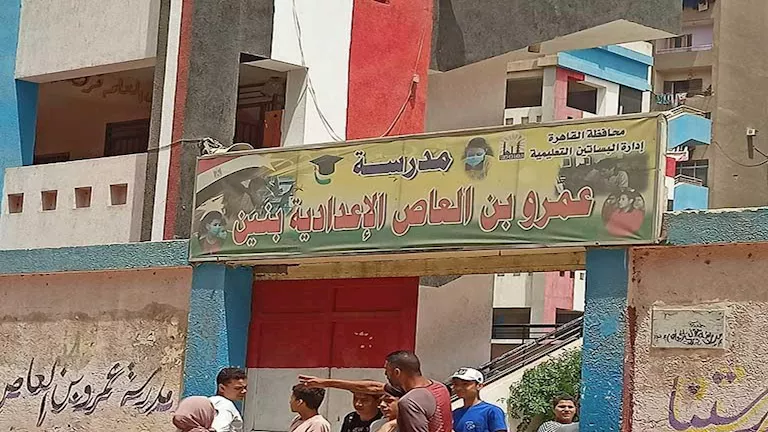 محافظة القاهرة
إدارة البساتين التعليمية
مدرسة
عمرو بن العاص الإعدادية بنين
مدرسة عمرو بن العاص